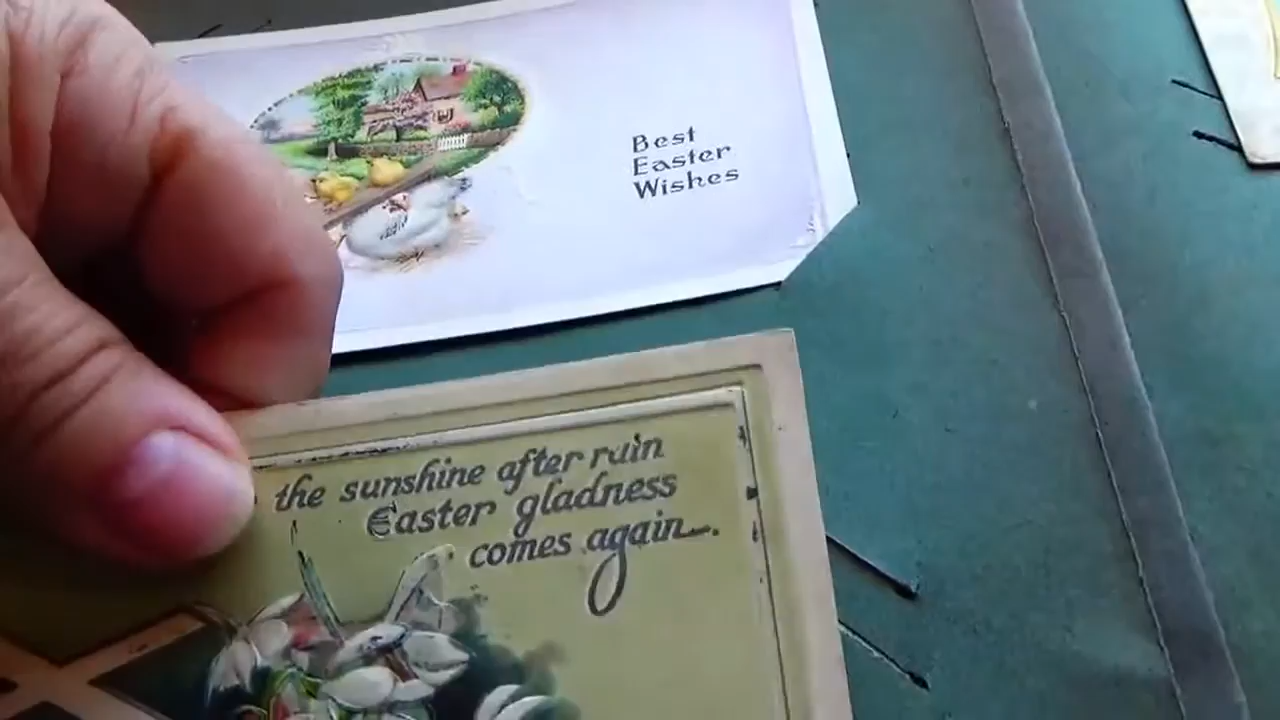 Best
Easter
Wishes
the sunshine after rain
Easter gladness
comes again.